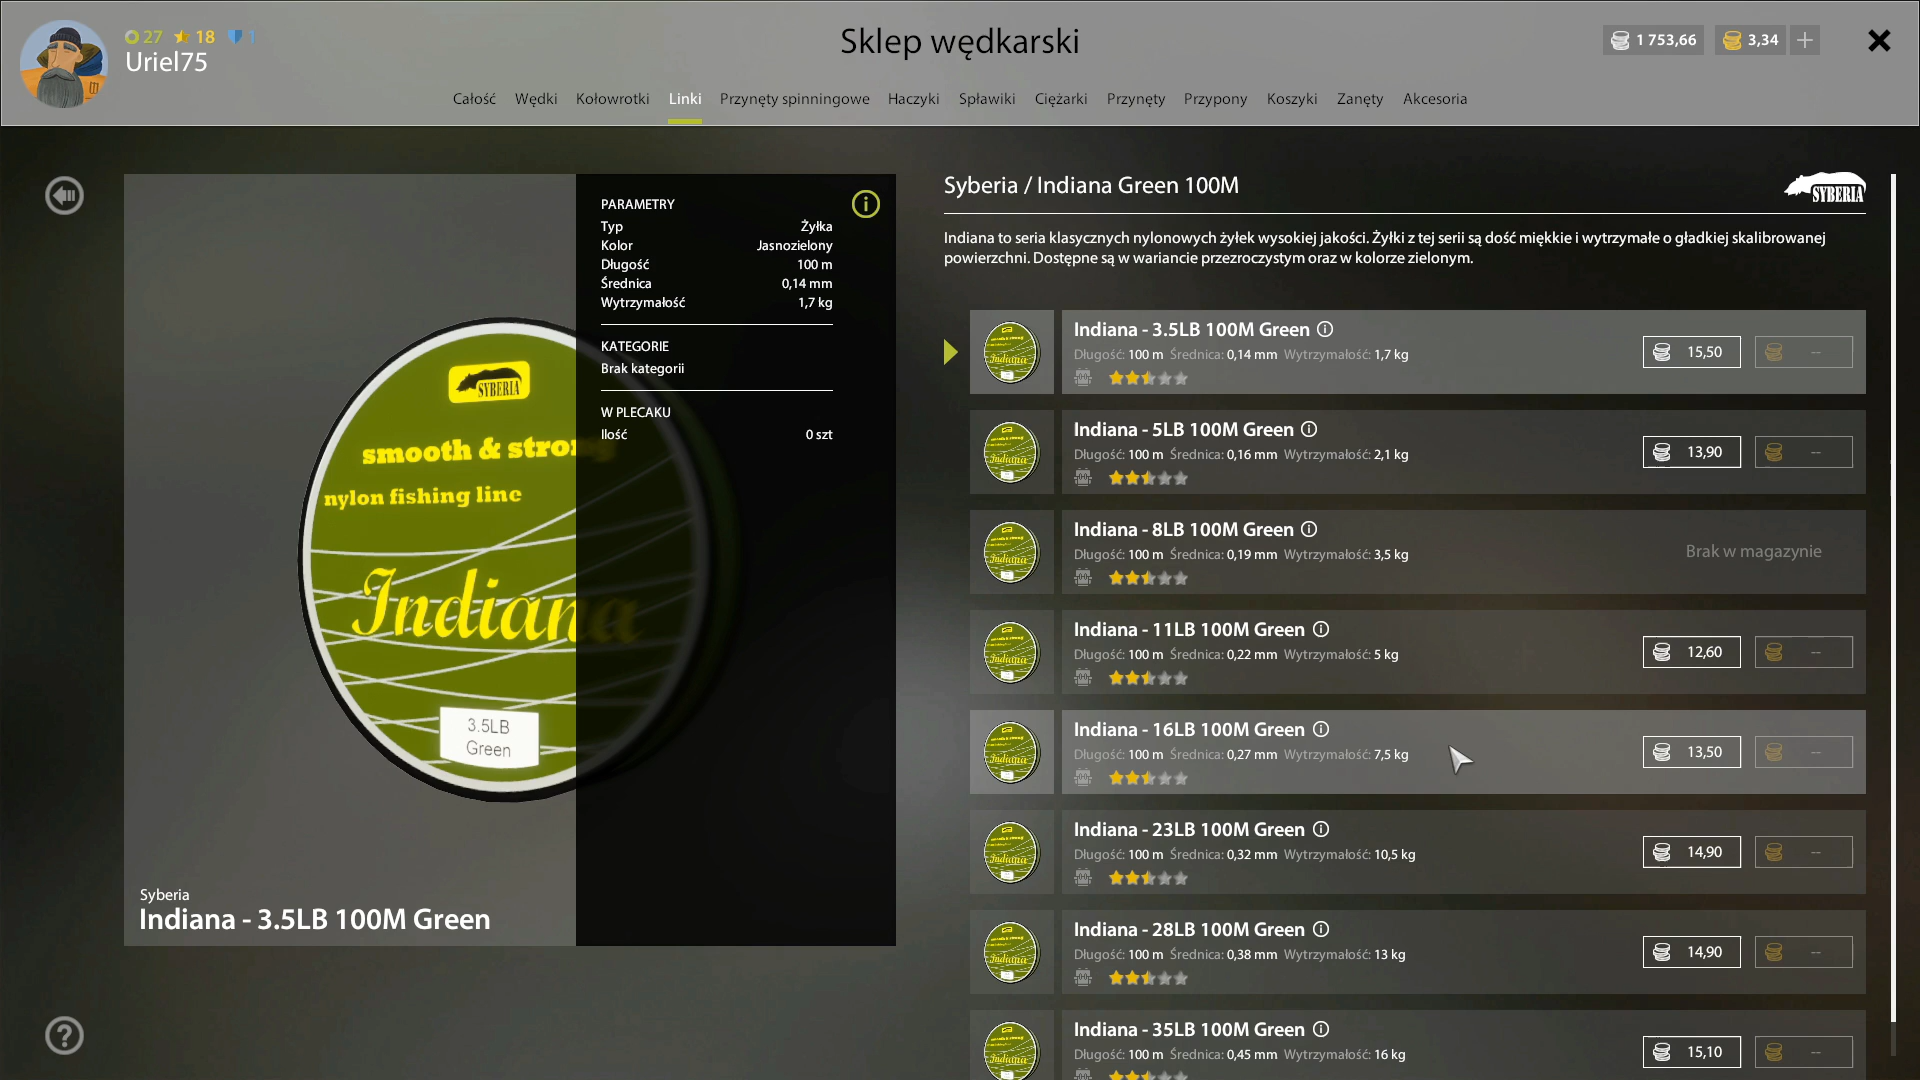 27 18 1
Uriel75
Sklep wędkarski
1 753,66 3,34
Całość Wędki Kołowrotki Linki Przynęty spinningowe Haczyki Spławiki Ciężarki Przynęty Przypony Koszyki Zanęty Akcesoria
SYBERIA
smooth & strong
nylon fishing line
Indiana
3.5LB
Green
Syberia
Indiana - 3.5LB 100M Green
PARAMETRY
Typ Żyłka
Kolor Jasnozielony
Długość 100 m
Średnica 0,14 mm
Wytrzymałość 1,7 kg
KATEGORIE
Brak kategorii
W PLECAKU
Ilość 0 szt
Syberia / Indiana Green 100M
SYBERIA
Indiana to seria klasycznych nylonowych żyłek wysokiej jakości. Żyłki z tej serii są dość miękkie i wytrzymałe o gładkiej skalibrowanej
powierzchni. Dostępne są w wariancie przezroczystym oraz w kolorze zielonym.
Indiana - 3.5LB 100M Green
Długość: 100 m Średnica: 0,14 mm Wytrzymałość: 1,7 kg
15,50 --
Indiana - 5LB 100M Green
Długość: 100 m Średnica: 0,16 mm Wytrzymałość: 2,1 kg
13,90 --
Indiana - 8LB 100M Green
Długość: 100 m Średnica: 0,19 mm Wytrzymałość: 3,5 kg
Brak w magazynie
Indiana - 11LB 100M Green
Długość: 100 m Średnica: 0,22 mm Wytrzymałość: 5 kg
12,60 --
Indiana - 16LB 100M Green
Długość: 100 m Średnica: 0,27 mm Wytrzymałość: 7,5 kg
13,50 --
Indiana - 23LB 100M Green
Długość: 100 m Średnica: 0,32 mm Wytrzymałość: 10,5 kg
14,90 --
Indiana - 28LB 100M Green
Długość: 100 m Średnica: 0,38 mm Wytrzymałość: 13 kg
14,90 --
Indiana - 35LB 100M Green
Długość: 100 m Średnica: 0,45 mm Wytrzymałość: 16 kg
15,10 --